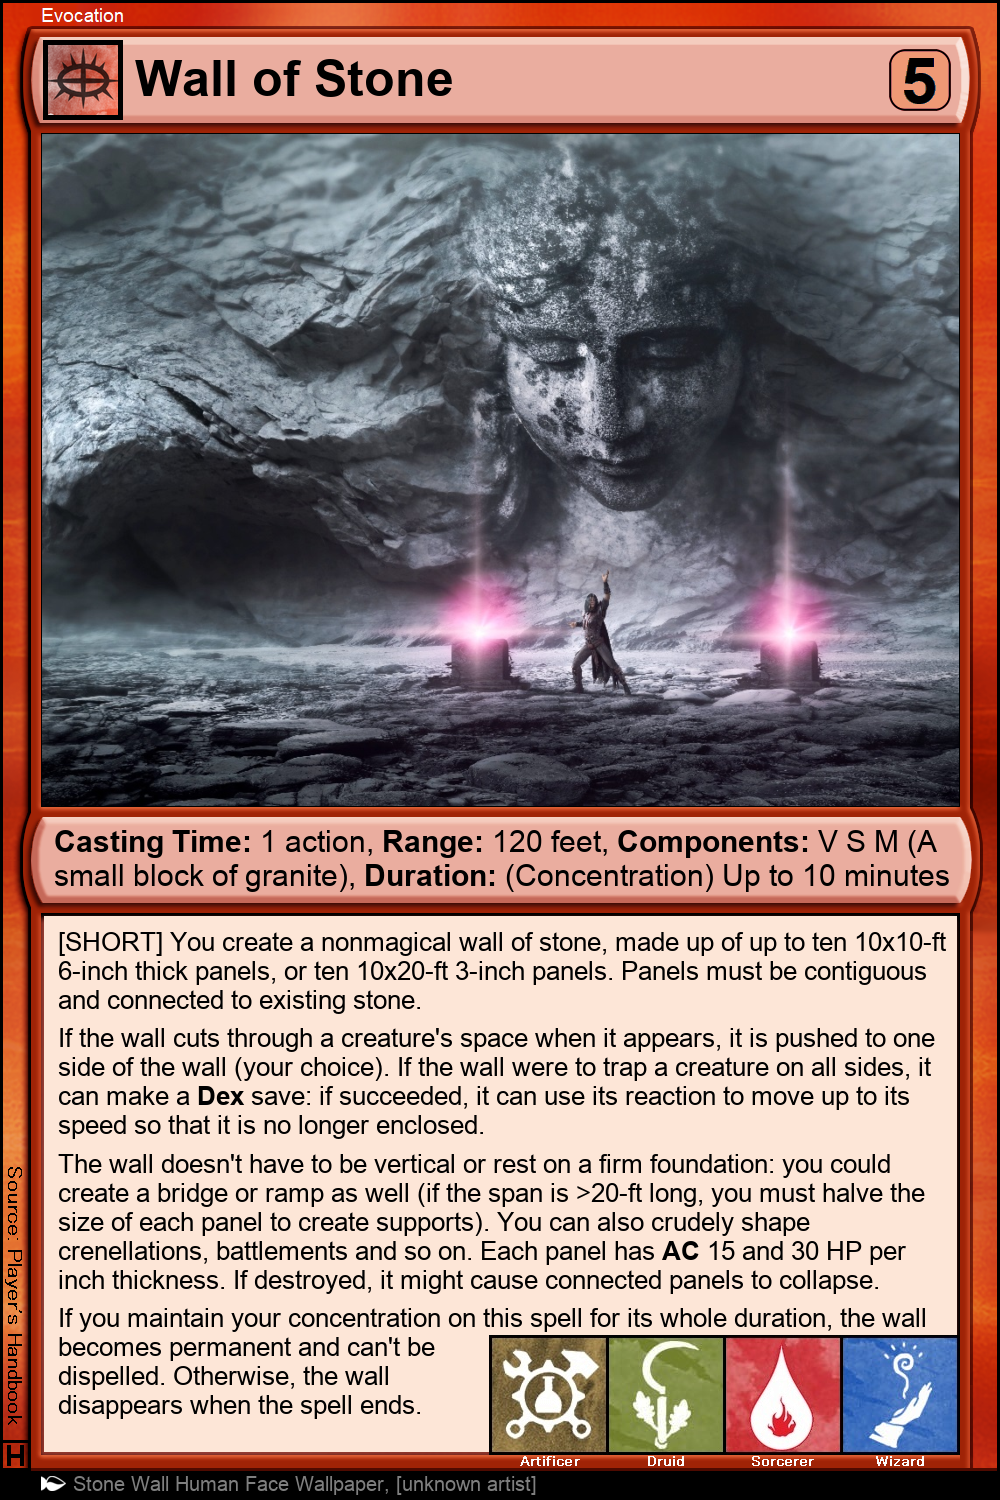 Evocation
Wall of Stone
5
Casting Time: 1 action, Range: 120 feet, Components: V S M (A
small block of granite), Duration: (Concentration) Up to 10 minutes
[SHORT] You create a nonmagical wall of stone, made up of up to ten 10x10-ft
6-inch thick panels, or ten 10x20-ft 3-inch panels. Panels must be contiguous
and connected to existing stone.
If the wall cuts through a creature's space when it appears, it is pushed to one
side of the wall (your choice). If the wall were to trap a creature on all sides, it
can make a Dex save: if succeeded, it can use its reaction to move up to its
speed so that it is no longer enclosed.
The wall doesn't have to be vertical or rest on a firm foundation: you could
create a bridge or ramp as well (if the span is >20-ft long, you must halve the
size of each panel to create supports). You can also crudely shape
crenellations, battlements and so on. Each panel has AC 15 and 30 HP per
inch thickness. If destroyed, it might cause connected panels to collapse.
If you maintain your concentration on this spell for its whole duration, the wall
becomes permanent and can't be
dispelled. Otherwise, the wall
disappears when the spell ends.
Artificer
Druid
Sorcerer
Wizard
Source: Player's Handbook
H
Stone Wall Human Face Wallpaper, [unknown artist]